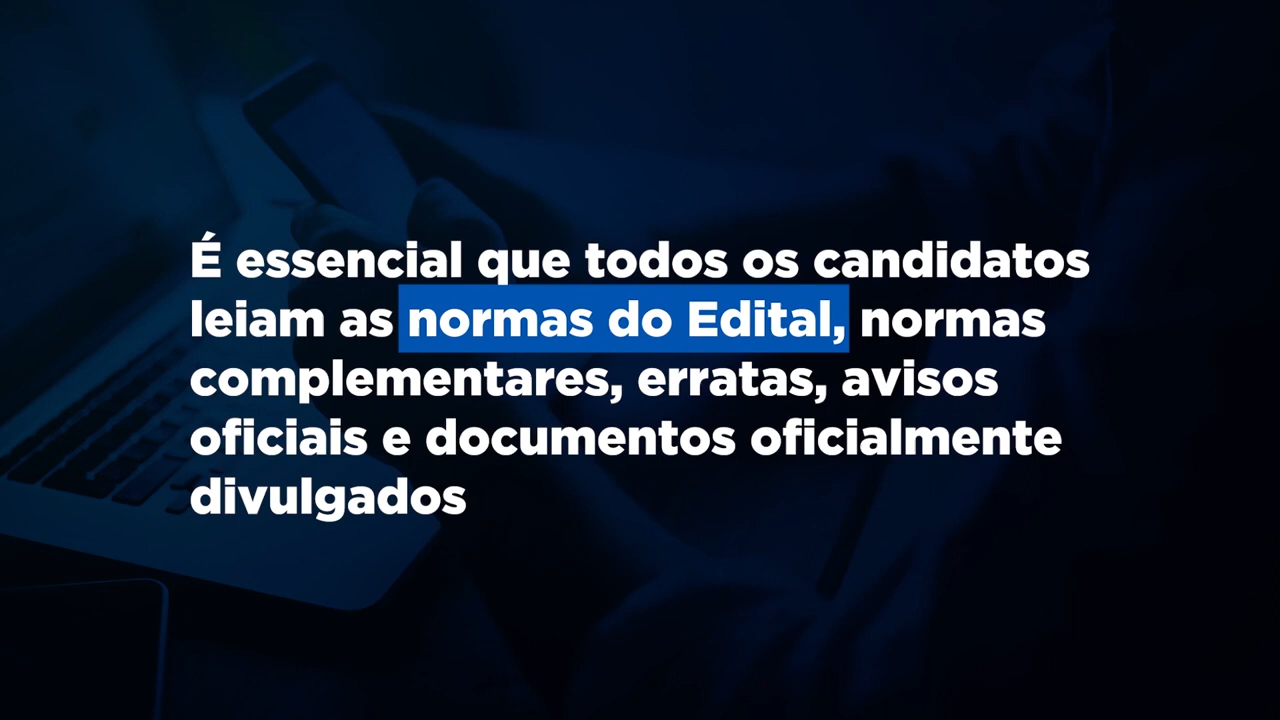 É essencial que todos os candidatos
leiam as normas do Edital, normas
complementares, erratas, avisos
oficiais e documentos oficialmente
divulgados